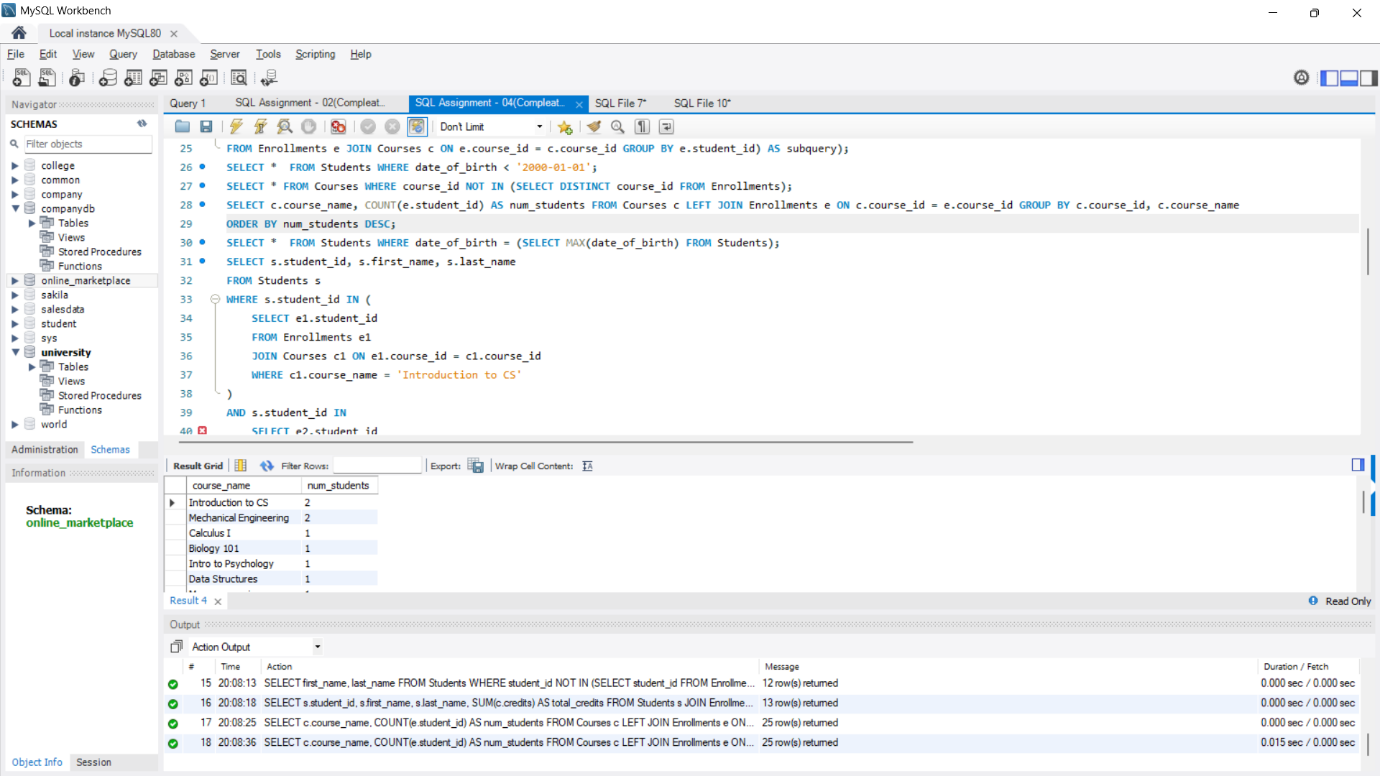 MySQL Workbench
Local instance MySQL80
File Edit View Query Database Server Tools Scripting Help
Navigator
SCHEMAS
Filter objects
college
common
company
companydb
Tables
Views
Stored Procedures
Functions
online_marketplace
sakila
salesdata
student
sys
university
Tables
Views
Stored Procedures
Functions
world
Administration Schemas
Information
Schema:
online_marketplace
Object Info Session
Query 1 SQL Assignment - 02(Compleat.. SQL Assignment - 04(Compleat.. SQL File 7* SQL File 10*
Don't Limit
25 FROM Enrollments e JOIN Courses c ON e.course_id = c.course_id GROUP BY e.student_id) AS subquery);
26 SELECT * FROM Students WHERE date_of_birth < '2000-01-01';
27 SELECT * FROM Courses WHERE course_id NOT IN (SELECT DISTINCT course_id FROM Enrollments);
28 SELECT c.course_name, COUNT(e.student_id) AS num_students FROM Courses c LEFT JOIN Enrollments e ON c.course_id = e.course_id GROUP BY c.course_id, c.course_name
29 ORDER BY num_students DESC;
30 SELECT * FROM Students WHERE date_of_birth = (SELECT MAX(date_of_birth) FROM Students);
31 SELECT s.student_id, s.first_name, s.last_name
32 FROM Students s
33 WHERE s.student_id IN (
34 SELECT e1.student_id
35 FROM Enrollments e1
36 JOIN Courses c1 ON e1.course_id = c1.course_id
37 WHERE c1.course_name = 'Introduction to CS'
38 )
39 AND s.student_id IN
40 SELECT e2.student_id
Result Grid Filter Rows: Export: Wrap Cell Content:
course_name num_students
Introduction to CS 2
Mechanical Engineering 2
Calculus I 1
Biology 101 1
Intro to Psychology 1
Data Structures 1
Result 4 Read Only
Output
Action Output
# Time Action Message Duration / Fetch
15 20:08:13 SELECT first_name, last_name FROM Students WHERE student_id NOT IN (SELECT student_id FROM Enrollme... 12 row(s) returned 0.000 sec / 0.000 sec
16 20:08:18 SELECT s.student_id, s.first_name, s.last_name, SUM(c.credits) AS total_credits FROM Students s JOIN Enrollme... 13 row(s) returned 0.000 sec / 0.000 sec
17 20:08:25 SELECT c.course_name, COUNT(e.student_id) AS num_students FROM Courses c LEFT JOIN Enrollments e ON... 25 row(s) returned 0.000 sec / 0.000 sec
18 20:08:36 SELECT c.course_name, COUNT(e.student_id) AS num_students FROM Courses c LEFT JOIN Enrollments e ON... 25 row(s) returned 0.015 sec / 0.000 sec